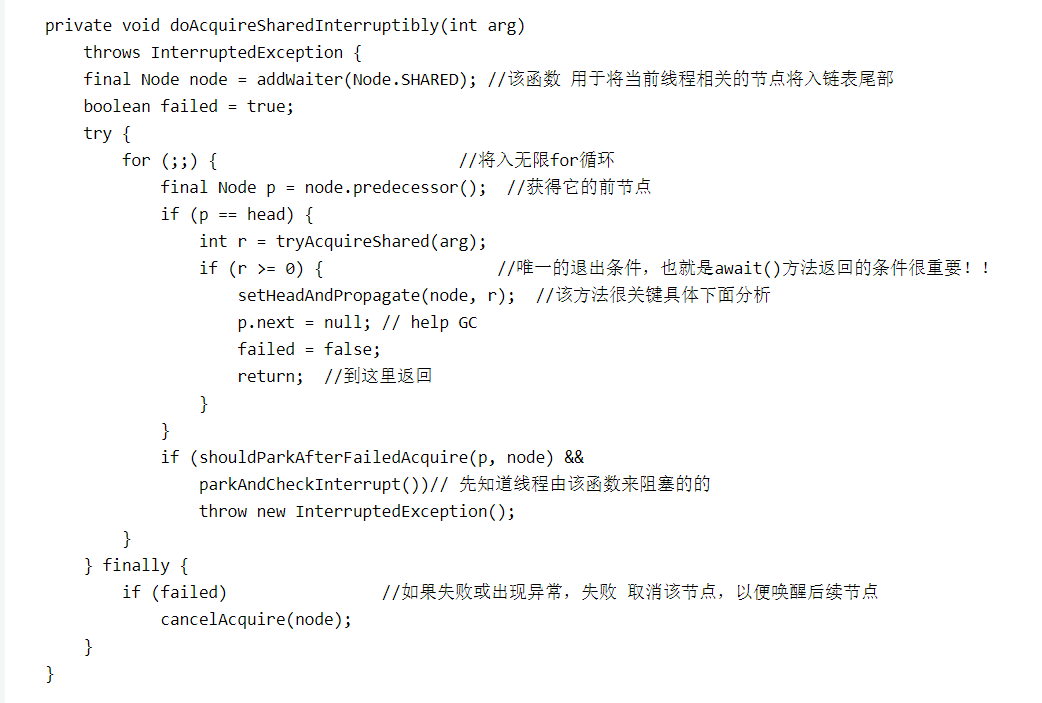 private void doAcquireSharedInterruptibly(int arg)
    throws InterruptedException {
    final Node node = addWaiter(Node.SHARED); //该函数 用于将当前线程相关的节点将入链表尾部
    boolean failed = true;
    try {
        for (;;) {                         //将入无限for循环
            final Node p = node.predecessor();  //获得它的前节点
            if (p == head) {
                int r = tryAcquireShared(arg);
                if (r >= 0) {                  //唯一的退出条件，也就是await()方法返回的条件很重要！！
                    setHeadAndPropagate(node, r);  //该方法很关键具体下面分析
                    p.next = null; // help GC
                    failed = false;
                    return;  //到这里返回
                }
            }
            if (shouldParkAfterFailedAcquire(p, node) &&
                parkAndCheckInterrupt())// 先知道线程由该函数来阻塞的的
                throw new InterruptedException();
        }
    } finally {
        if (failed)                //如果失败或出现异常，失败 取消该节点，以便唤醒后续节点
            cancelAcquire(node);
    }
}